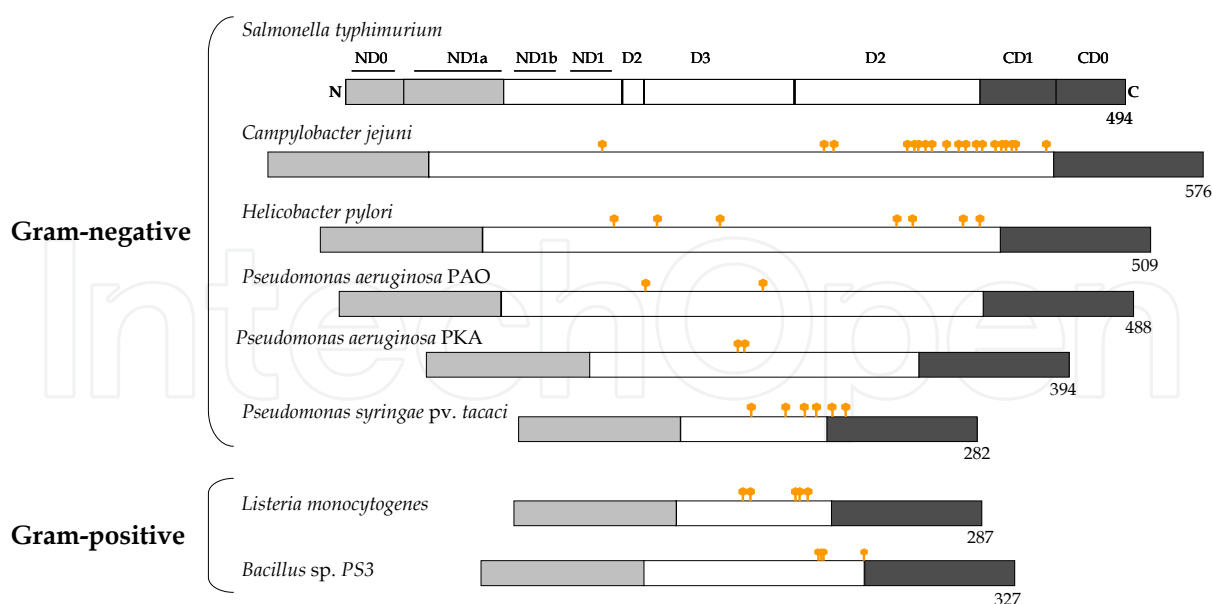 Salmonella typhimurium
ND0 ND1a ND1b ND1 D2 D3 D2 CD1 CD0
N C
494
Campylobacter jejuni
576
Helicobacter pylori
509
Gram-negative
Pseudomonas aeruginosa PAO
488
Pseudomonas aeruginosa PKA
394
Pseudomonas syringae pv. tacaci
282
Listeria monocytogenes
287
Gram-positive
Bacillus sp. PS3
327
IntechOpen